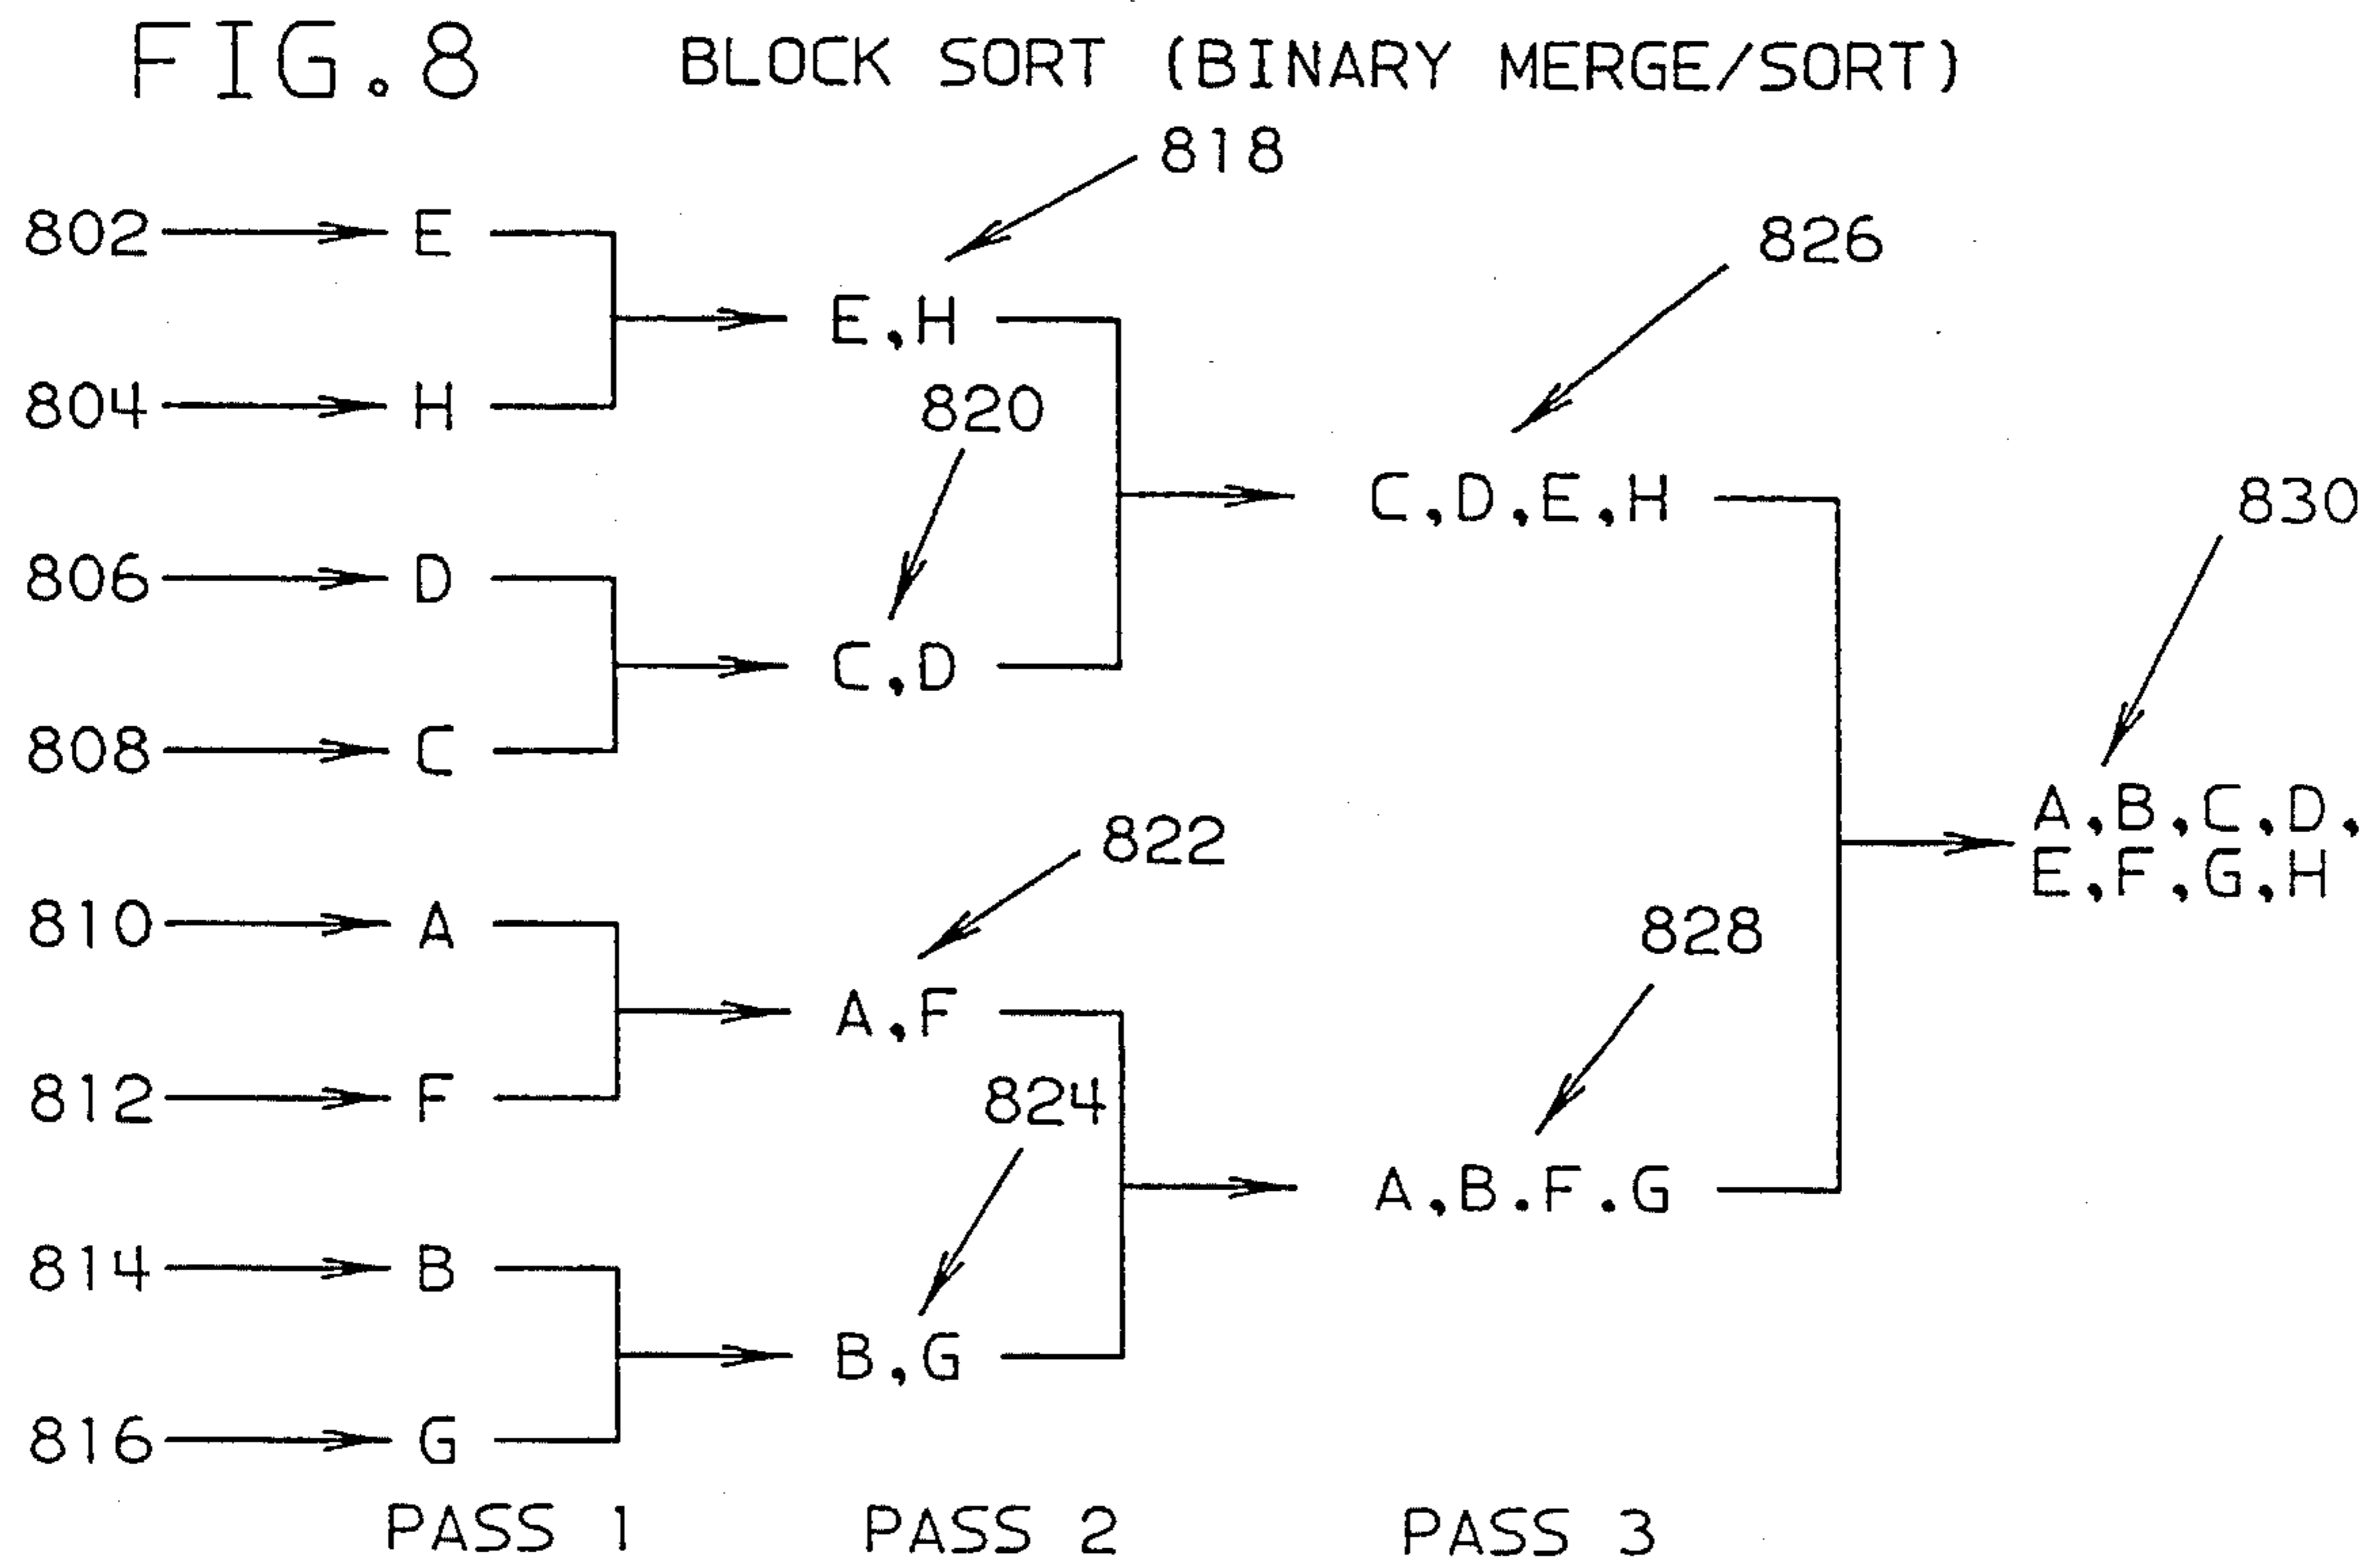 FIG.8 BLOCK SORT (BINARY MERGE/SORT)
818
802 E
826
E,H
804 H
820
C,D,E,H
830
806 D
C,D
808 C
A,B,C,D,
E,F,G,H
822
810 A
828
A,F
812 F
824
A,B.F.G
814 B
B,G
816 G
PASS 1 PASS 2 PASS 3